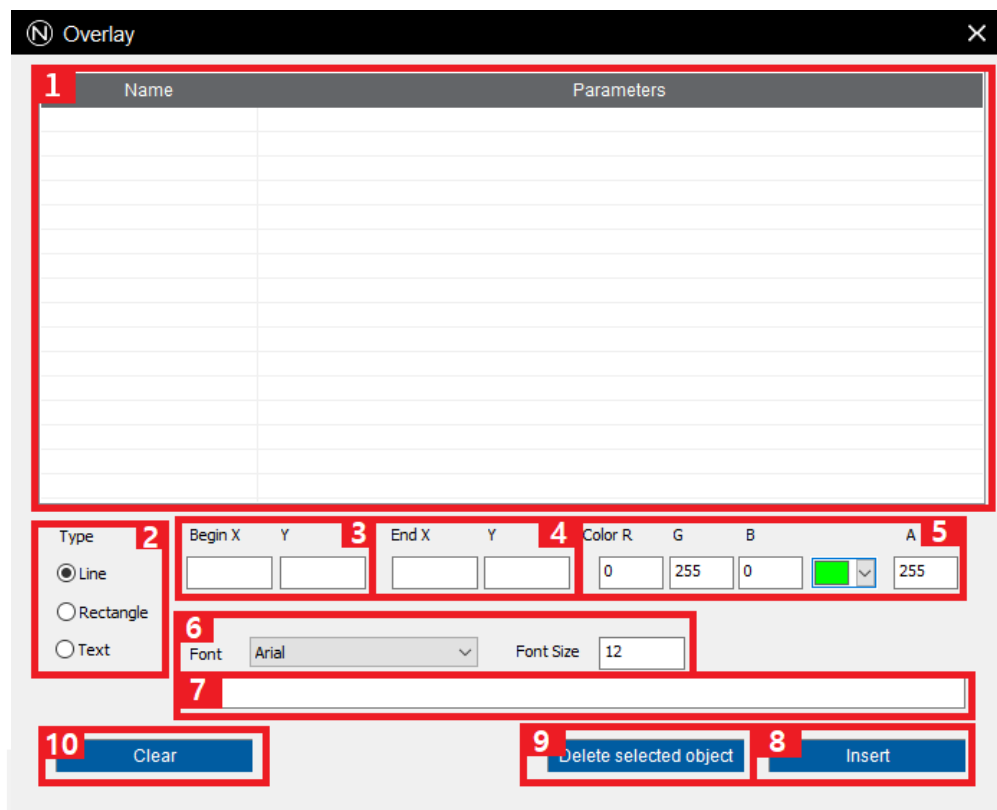 N Overlay
1 Name Parameters
Type 2 Begin X Y 3 End X Y 4 Color R G B A 5
Line 0 255 0 255
Rectangle
6
Text Font Arial Font Size 12
7
10 Clear 9 Delete selected object 8 Insert